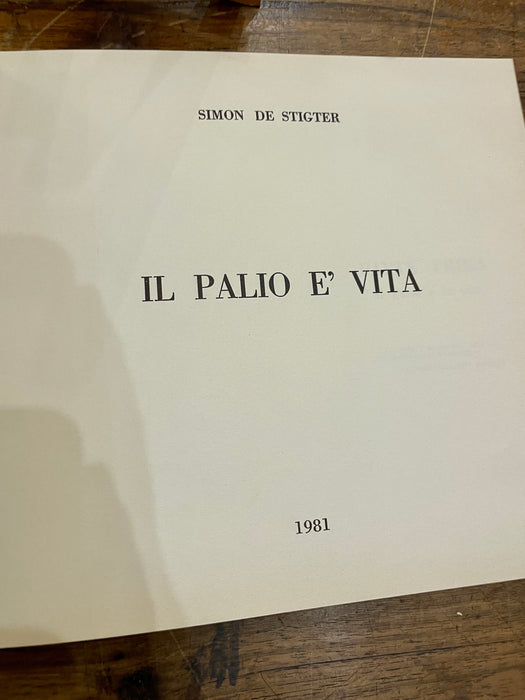 SIMON DE STIGTER
IL PALIO E' VITA
1981